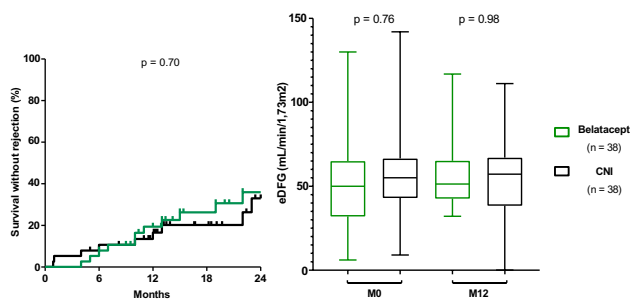 p = 0.70
Survival without rejection (%)
100
80
60
40
20
0
0
6
12
18
24
Months
p = 0.76
p = 0.98
eDFG (mL/min/1,73m2)
150
100
50
0
M0
M12
Belatacept
(n = 38)
CNI
(n = 38)